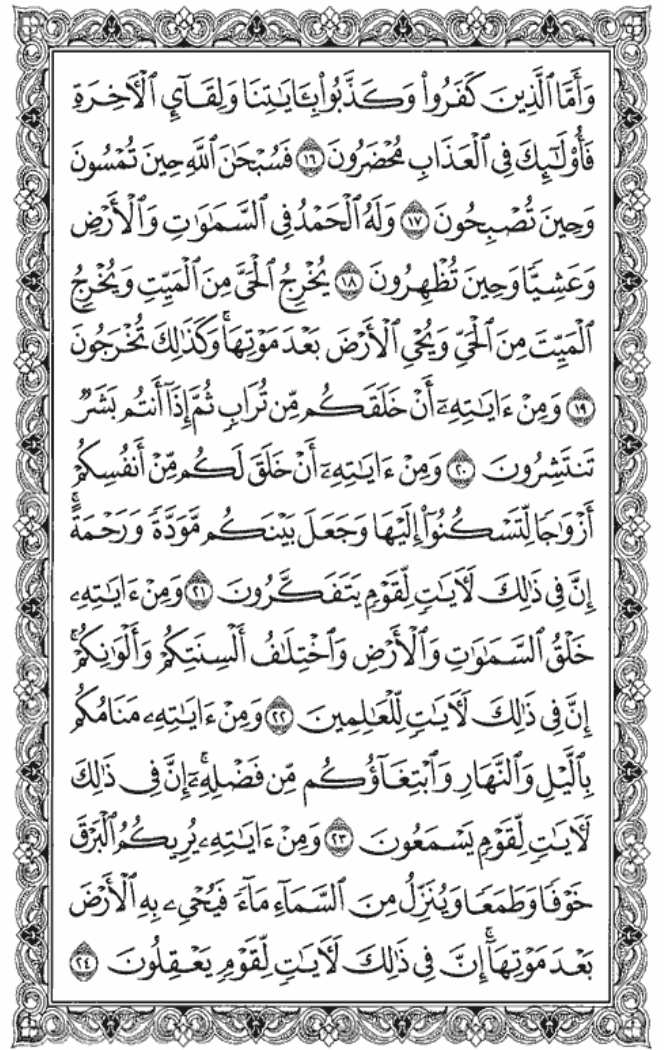 وَأَمَّا ٱلَّذِينَ كَفَرُواْ وَكَذَّبُواْ بِـَٔايَٰتِنَا وَلِقَآيِٕ ٱلْأٓخِرَةِ
فَأُوْلَٰٓئِكَ فِى ٱلْعَذَابِ مُحْضَرُونَ ١٦ فَسُبْحَٰنَ ٱللَّهِ حِينَ تُمْسُونَ
وَحِينَ تُصْبِحُونَ ١٧ وَلَهُ ٱلْحَمْدُ فِى ٱلسَّمَٰوَٰتِ وَٱلْأَرْضِ
وَعَشِيًّا وَحِينَ تُظْهِرُونَ ١٨ يُخْرِجُ ٱلْحَىَّ مِنَ ٱلْمَيِّتِ وَيُخْرِجُ
ٱلْمَيِّتَ مِنَ ٱلْحَىِّ وَيُحْىِ ٱلْأَرْضَ بَعْدَ مَوْتِهَا ۚ وَكَذَٰلِكَ تُخْرَجُونَ
١٩ وَمِنْ ءَايَٰتِهِۦٓ أَنْ خَلَقَكُم مِّن تُرَابٍ ثُمَّ إِذَآ أَنتُم بَشَرٌ
تَنتَشِرُونَ ٢٠ وَمِنْ ءَايَٰتِهِۦٓ أَنْ خَلَقَ لَكُم مِّنْ أَنفُسِكُمْ
أَزْوَٰجًا لِّتَسْكُنُوٓاْ إِلَيْهَا وَجَعَلَ بَيْنَكُم مَّوَدَّةً وَرَحْمَةً ۚ
إِنَّ فِى ذَٰلِكَ لَأٓيَٰتٍ لِّقَوْمٍ يَتَفَكَّرُونَ ٢١ وَمِنْ ءَايَٰتِهِۦ
خَلْقُ ٱلسَّمَٰوَٰتِ وَٱلْأَرْضِ وَٱخْتِلَٰفُ أَلْسِنَتِكُمْ وَأَلْوَٰنِكُمْ ۚ
إِنَّ فِى ذَٰلِكَ لَأٓيَٰتٍ لِّلْعَٰلِمِينَ ٢٢ وَمِنْ ءَايَٰتِهِۦ مَنَامُكُم
بِٱلَّيْلِ وَٱلنَّهَارِ وَٱبْتِغَآؤُكُم مِّن فَضْلِهِۦٓ ۚ إِنَّ فِى ذَٰلِكَ
لَأٓيَٰتٍ لِّقَوْمٍ يَسْمَعُونَ ٢٣ وَمِنْ ءَايَٰتِهِۦ يُرِيكُمُ ٱلْبَرْقَ
خَوْفًا وَطَمَعًا وَيُنَزِّلُ مِنَ ٱلسَّمَآءِ مَآءً فَيُحْىِۦ بِهِ ٱلْأَرْضَ
بَعْدَ مَوْتِهَآ ۚ إِنَّ فِى ذَٰلِكَ لَأٓيَٰتٍ لِّقَوْمٍ يَعْقِلُونَ ٢٤